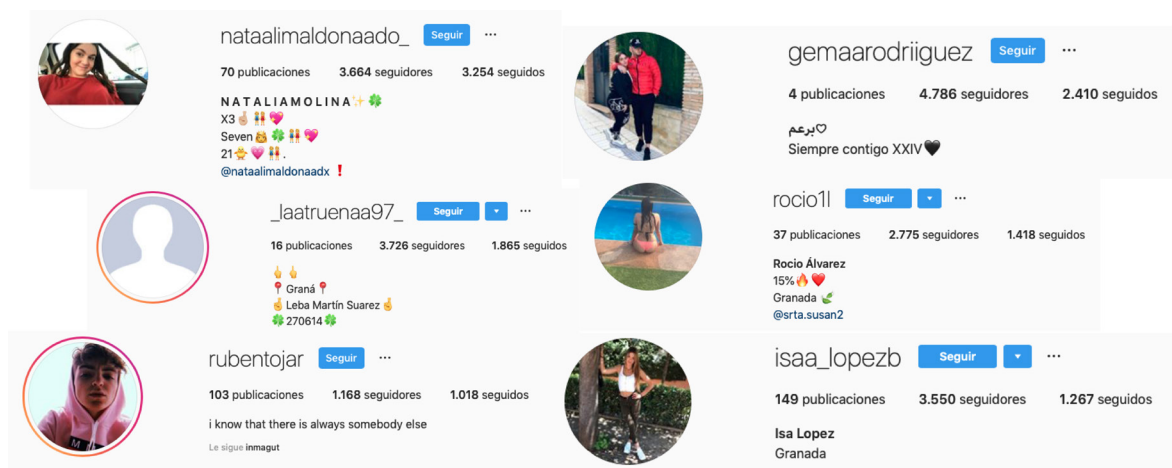 nataalimaldonaado_ Seguir ...
70 publicaciones 3.664 seguidores 3.254 seguidos
N A T A L I A M O L I N A✨🍀
X3🤞🏼👭💖
Seven👸🍀👭💖
21🐥💗👭.
@nataalimaldonaadx ❗
gemaarodriiguez Seguir ...
4 publicaciones 4.786 seguidores 2.410 seguidos
برعم♡
Siempre contigo XXIV🖤
_laatruenaa97_ Seguir ...
16 publicaciones 3.726 seguidores 1.865 seguidos
🖕🖕
📍Graná📍
☝Leba Martín Suarez☝
🍀270614🍀
rocio1l Seguir ...
37 publicaciones 2.775 seguidores 1.418 seguidos
Rocio Álvarez
15%🔥❤️
Granada 🍃
@srta.susan2
rubentojar Seguir ...
103 publicaciones 1.168 seguidores 1.018 seguidos
i know that there is always somebody else
Le sigue inmagut
isaa_lopezb Seguir ...
149 publicaciones 3.550 seguidores 1.267 seguidos
Isa Lopez
Granada